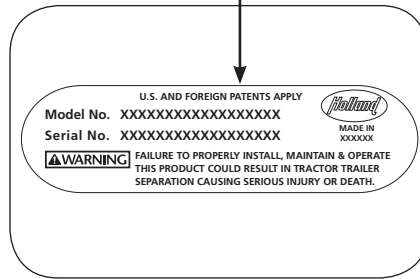 U.S. AND FOREIGN PATENTS APPLY
Holland
Model No. XXXXXXXXXXXXXXXXXX
Serial No. XXXXXXXXXXXXXXXXXX
MADE IN
XXXXXX
WARNING
FAILURE TO PROPERLY INSTALL, MAINTAIN & OPERATE
THIS PRODUCT COULD RESULT IN TRACTOR TRAILER
SEPARATION CAUSING SERIOUS INJURY OR DEATH.